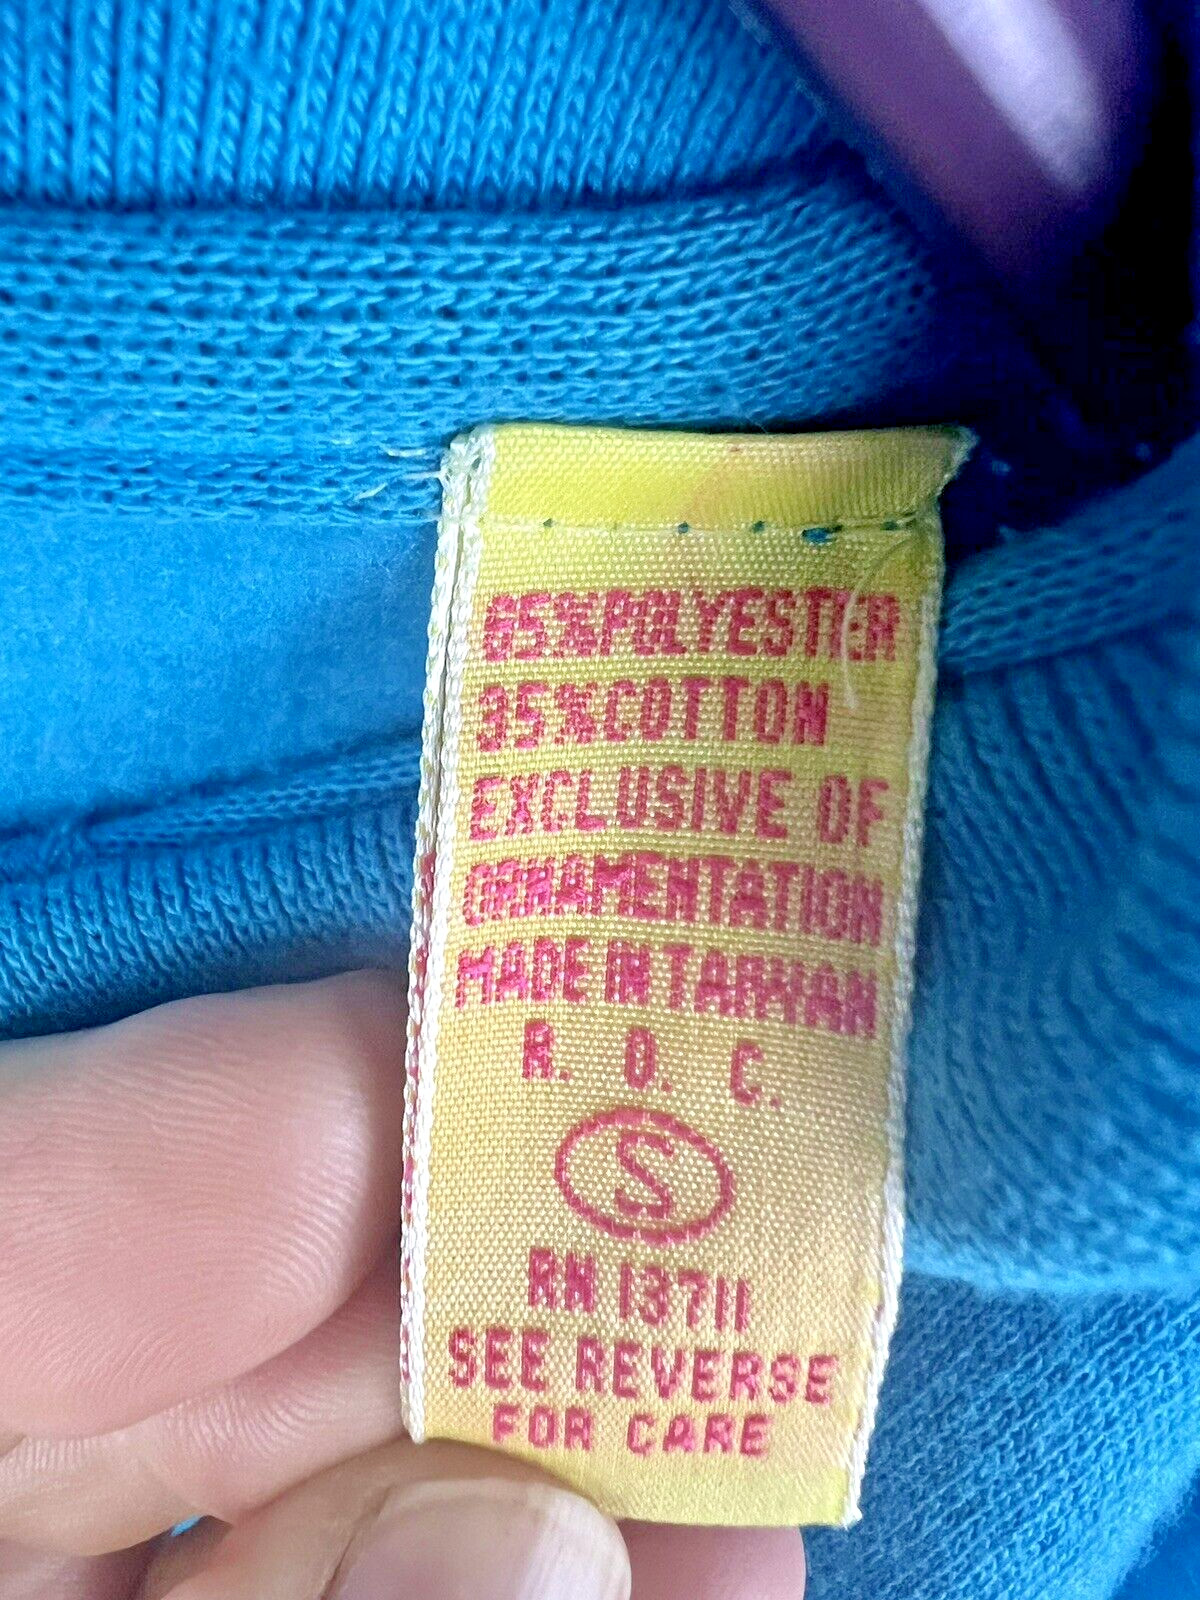 65%POLYESTER
35%COTTON
EXCLUSIVE OF
ORNAMENTATION
MADE IN TAIWAN
R. O. C.
S
RN 13711
SEE REVERSE
FOR CARE